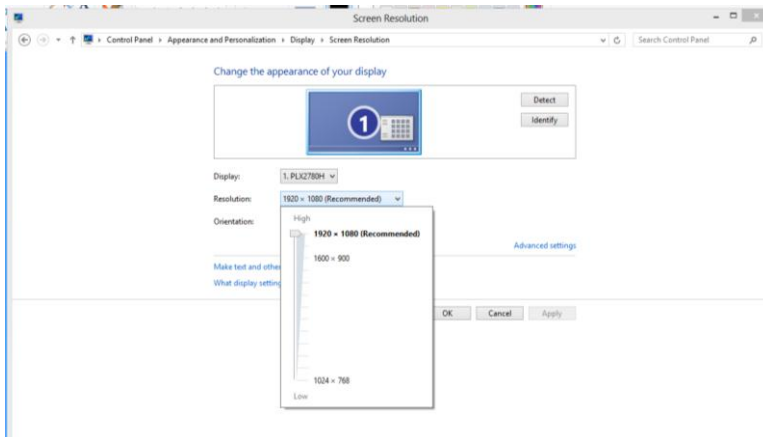 Screen Resolution
Control Panel Appearance and Personalization Display Screen Resolution
Search Control Panel
Change the appearance of your display
1
Detect
Identify
Display: 1. PLX2780H
Resolution: 1920 × 1080 (Recommended)
Orientation:
High
1920 × 1080 (Recommended)
1600 × 900
1024 × 768
Low
Advanced settings
Make text and other
What display setting
OK Cancel Apply